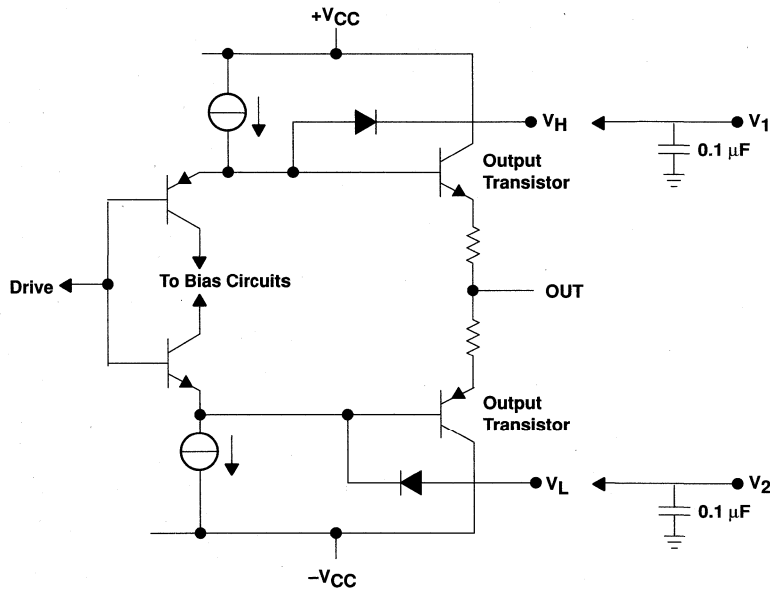 +VCC
VH
V1
0.1 µF
Output
Transistor
Drive
To Bias Circuits
OUT
Output
Transistor
VL
V2
0.1 µF
–VCC